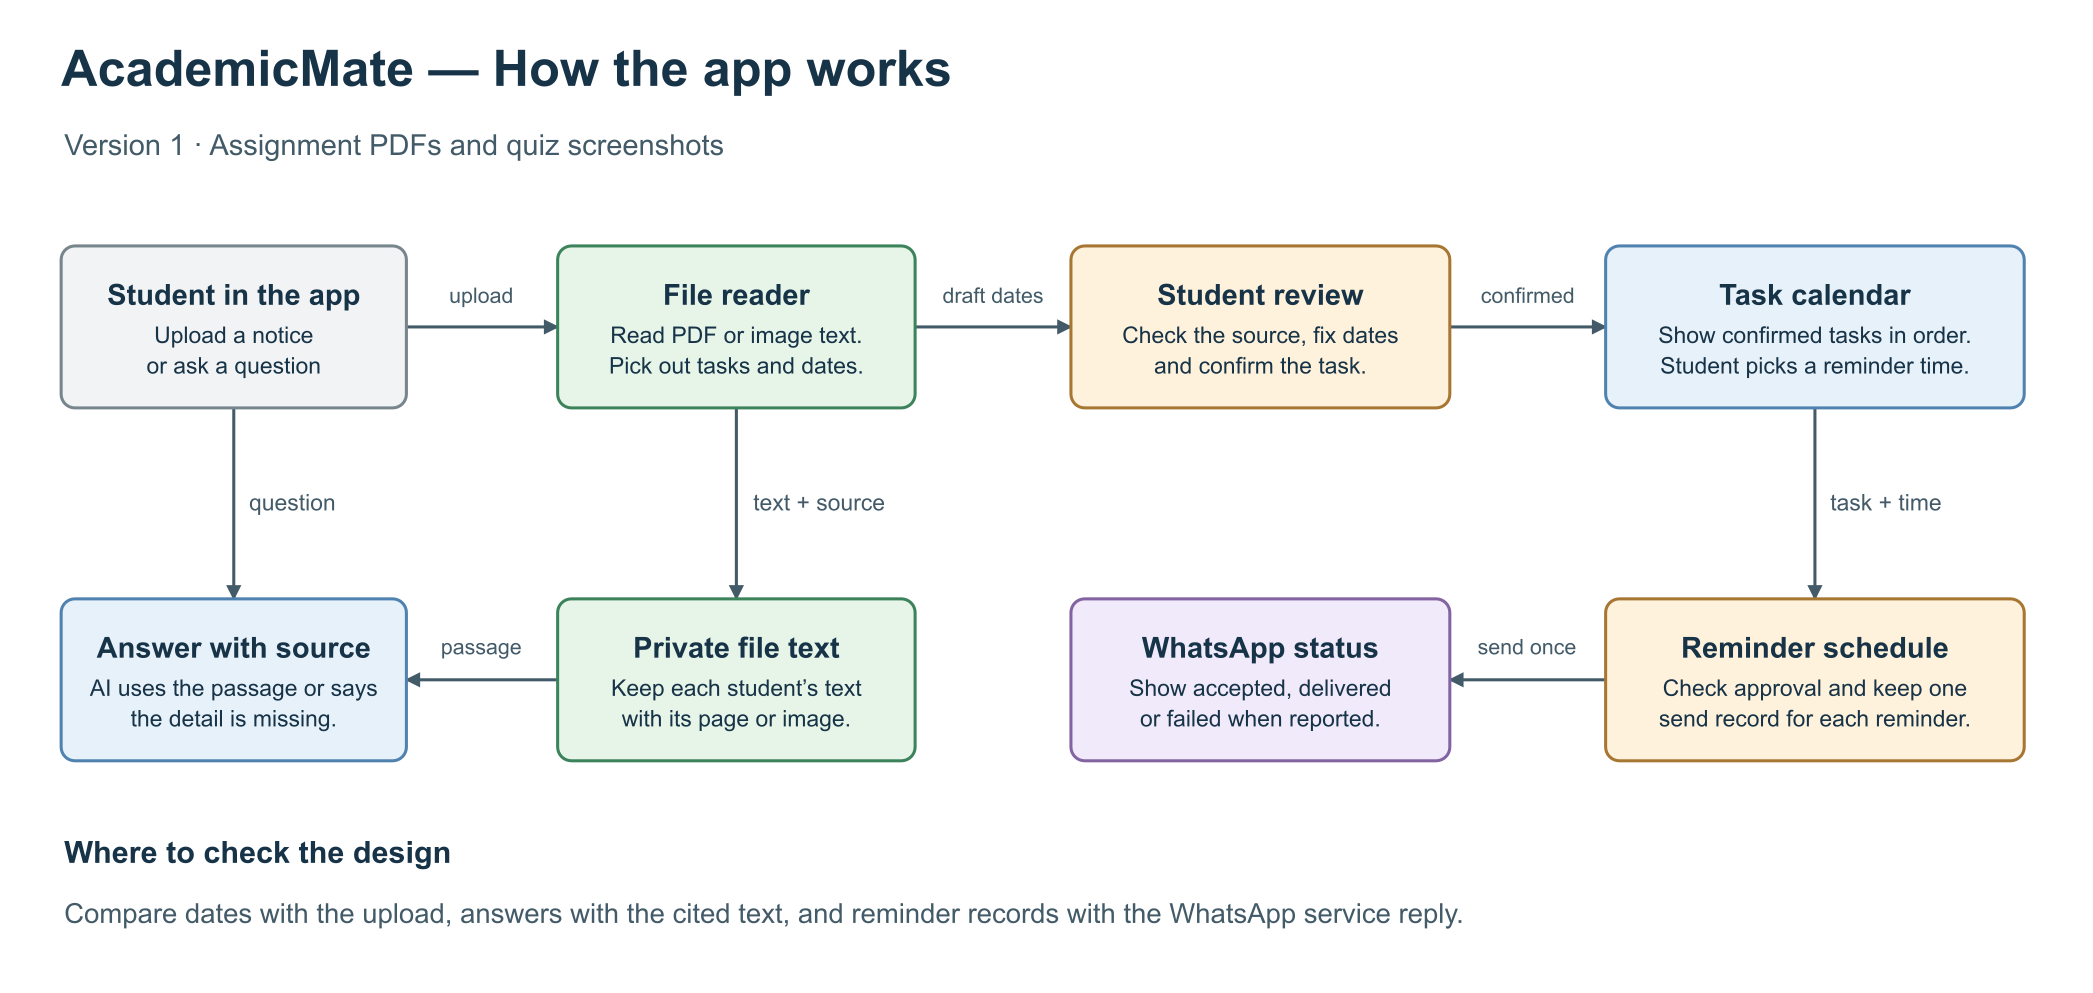 AcademicMate — How the app works
Version 1 · Assignment PDFs and quiz screenshots
Student in the app
Upload a notice
or ask a question
upload
File reader
Read PDF or image text.
Pick out tasks and dates.
draft dates
Student review
Check the source, fix dates
and confirm the task.
confirmed
Task calendar
Show confirmed tasks in order.
Student picks a reminder time.
question
text + source
task + time
Answer with source
AI uses the passage or says
the detail is missing.
passage
Private file text
Keep each student’s text
with its page or image.
WhatsApp status
Show accepted, delivered
or failed when reported.
send once
Reminder schedule
Check approval and keep one
send record for each reminder.
Where to check the design
Compare dates with the upload, answers with the cited text, and reminder records with the WhatsApp service reply.